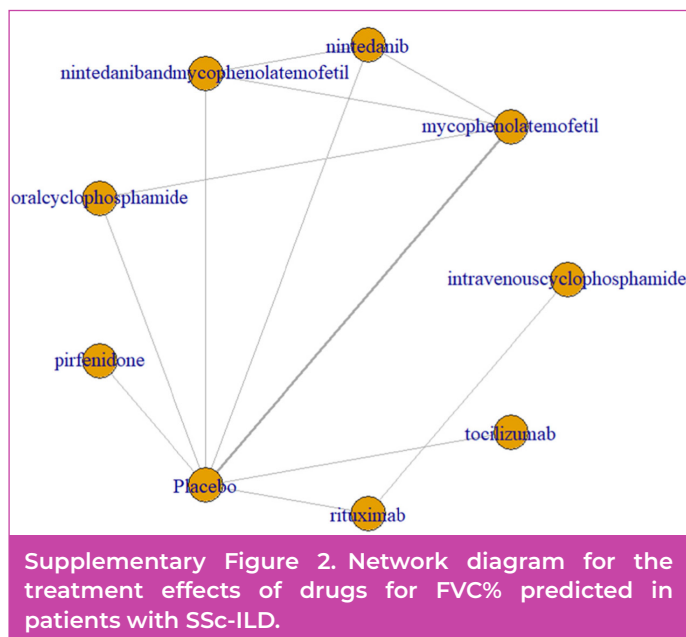 nintedanib
nintedanibandmycophenolatemofetil
mycophenolatemofetil
oralcyclophosphamide
intravenouscyclophosphamide
pirfenidone
tocilizumab
Placebo
rituximab
Supplementary Figure 2. Network diagram for the
treatment effects of drugs for FVC% predicted in
patients with SSc-ILD.